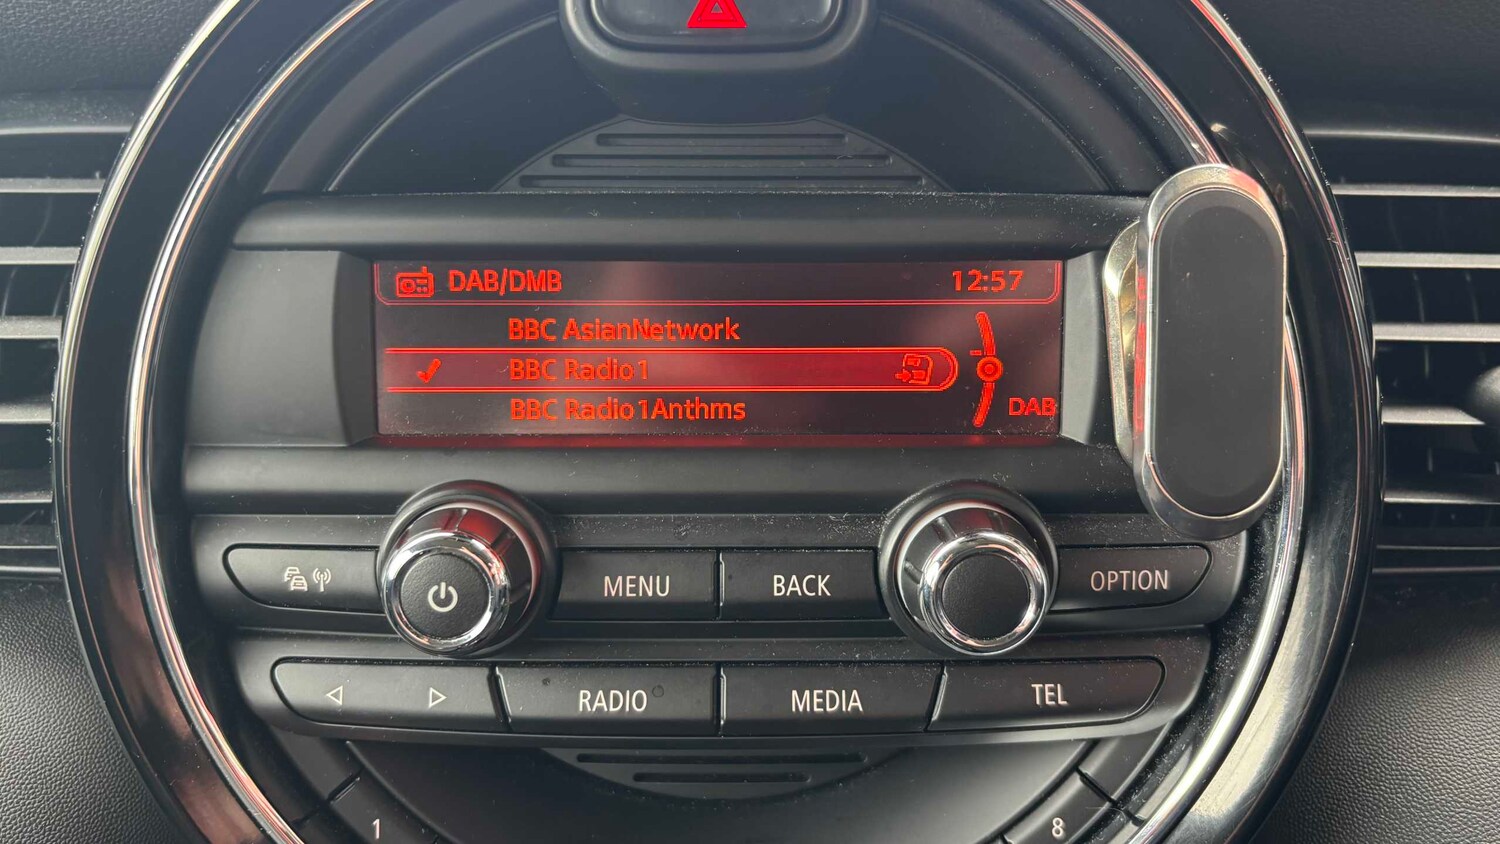 DAB/DMB 12:57
BBC AsianNetwork
BBC Radio1
BBC Radio1Anthms
DAB
MENU BACK OPTION
RADIO MEDIA TEL
1 8